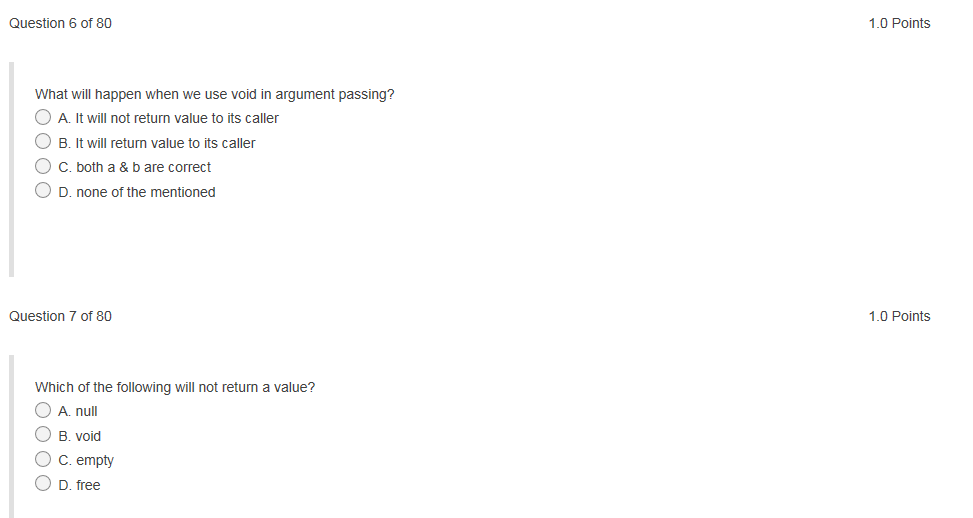 Question 6 of 80 1.0 Points
What will happen when we use void in argument passing?
A. It will not return value to its caller
B. It will return value to its caller
C. both a & b are correct
D. none of the mentioned
Question 7 of 80 1.0 Points
Which of the following will not return a value?
A. null
B. void
C. empty
D. free